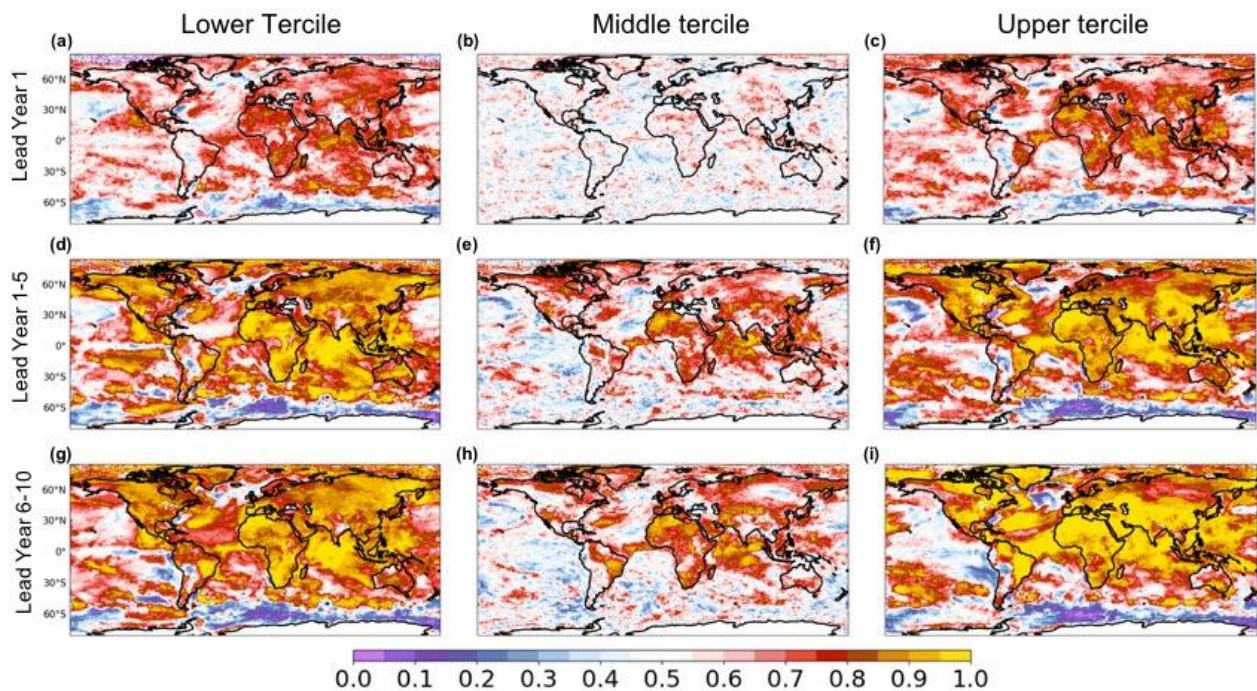 Lower Tercile Middle tercile Upper tercile
(a) (b) (c)
Lead Year 1
60°N
30°N
0°
30°S
60°S
(d) (e) (f)
Lead Year 1-5
60°N
30°N
0°
30°S
60°S
(g) (h) (i)
Lead Year 6-10
60°N
30°N
0°
30°S
60°S
0.0 0.1 0.2 0.3 0.4 0.5 0.6 0.7 0.8 0.9 1.0